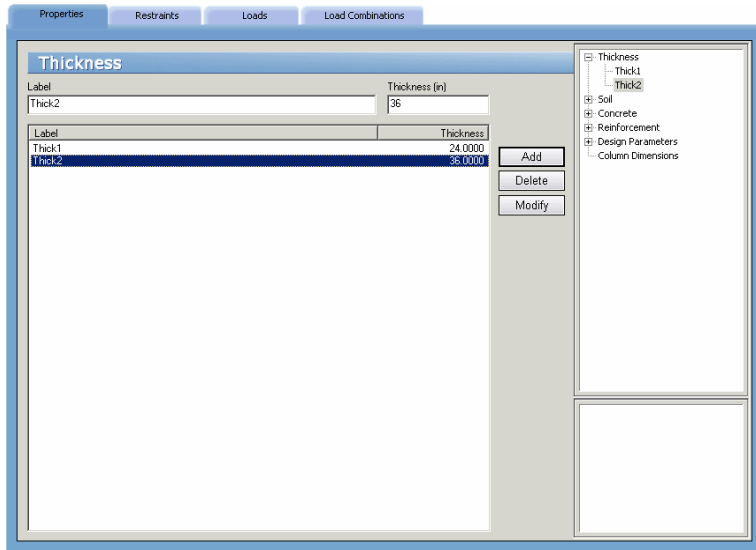 Properties Restraints Loads Load Combinations
Thickness
Label Thickness (in)
Thick2 36
Label Thickness
Thick1 24.0000
Thick2 36.0000
Add
Delete
Modify
Thickness
Thick1
Thick2
Soil
Concrete
Reinforcement
Design Parameters
Column Dimensions